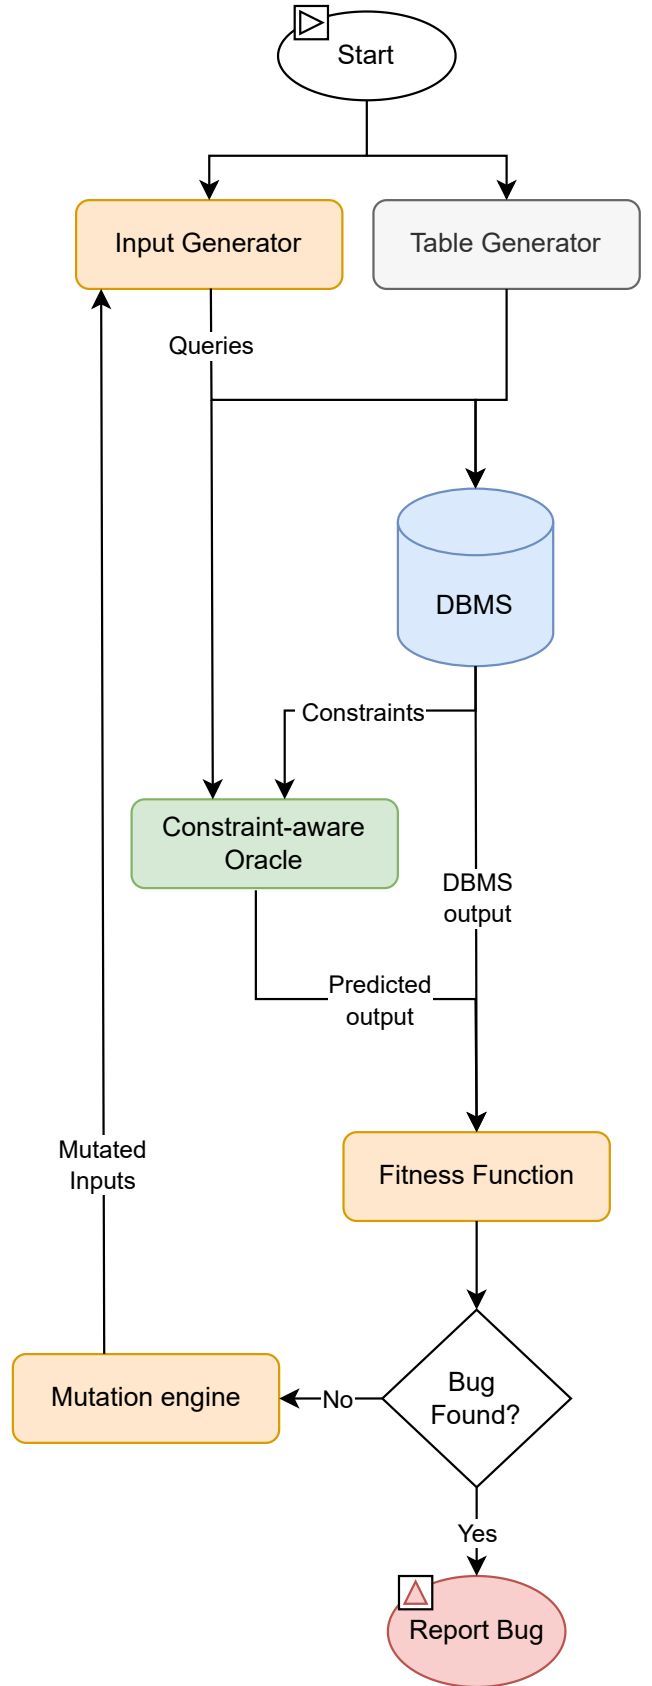 Start
Input Generator
Table Generator
Queries
DBMS
Constraints
Constraint-aware
Oracle
DBMS
output
Predicted
output
Mutated
Inputs
Fitness Function
Bug
Found?
No
Mutation engine
Yes
Report Bug